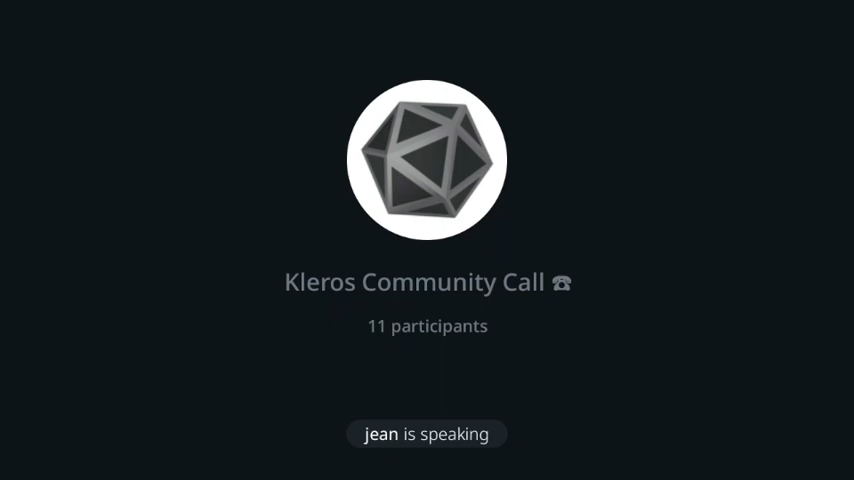 Kleros Community Call ☎
11 participants
jean is speaking